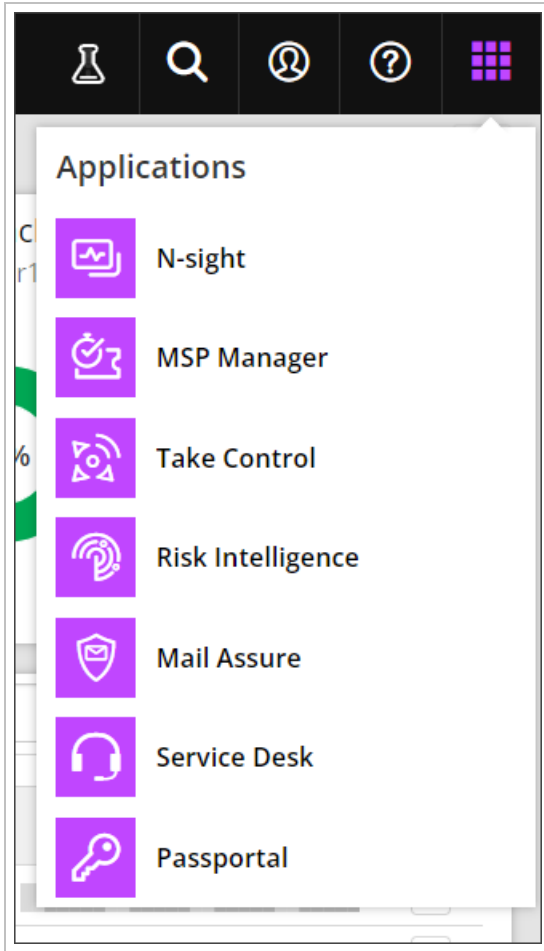 Applications
N-sight
MSP Manager
Take Control
Risk Intelligence
Mail Assure
Service Desk
Passportal
%